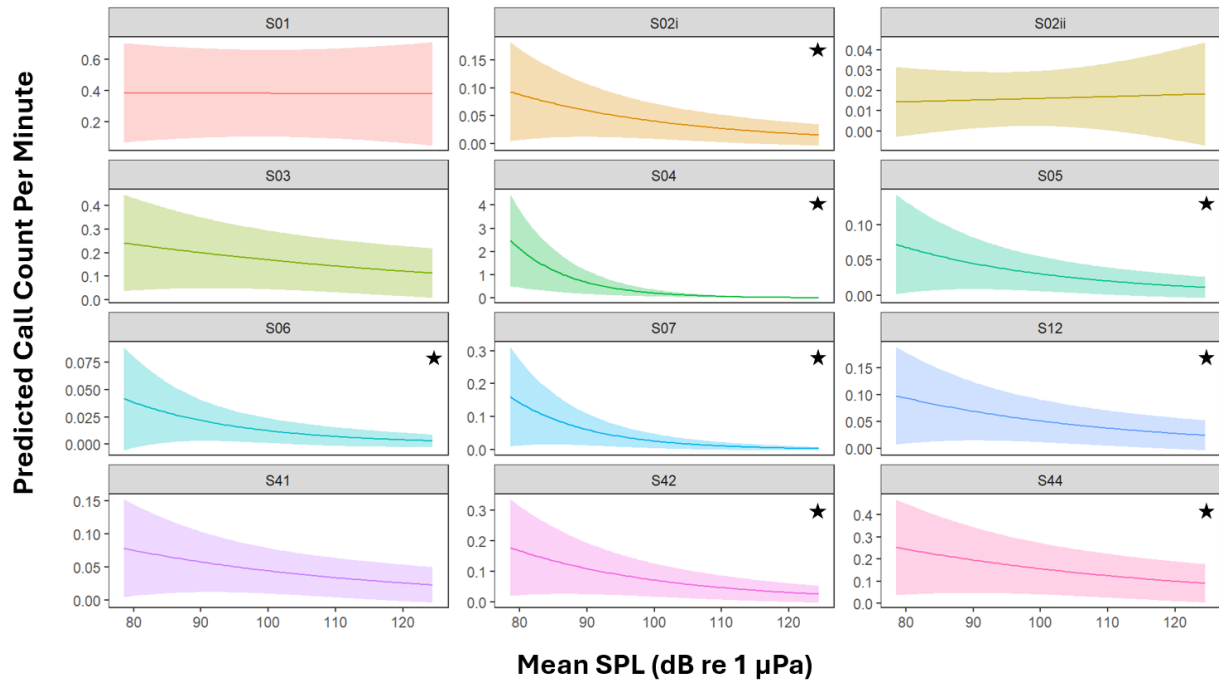 Predicted Call Count Per Minute
S01
0.6
0.4
0.2
S02i
0.15
0.10
0.05
0.00
S02ii
0.04
0.03
0.02
0.01
0.00
S03
0.4
0.3
0.2
0.1
0.0
S04
4
3
2
1
0
S05
0.10
0.05
0.00
S06
0.075
0.050
0.025
0.000
S07
0.3
0.2
0.1
0.0
S12
0.15
0.10
0.05
0.00
S41
0.15
0.10
0.05
0.00
80 90 100 110 120
S42
0.3
0.2
0.1
0.0
80 90 100 110 120
S44
0.4
0.3
0.2
0.1
0.0
80 90 100 110 120
Mean SPL (dB re 1 µPa)